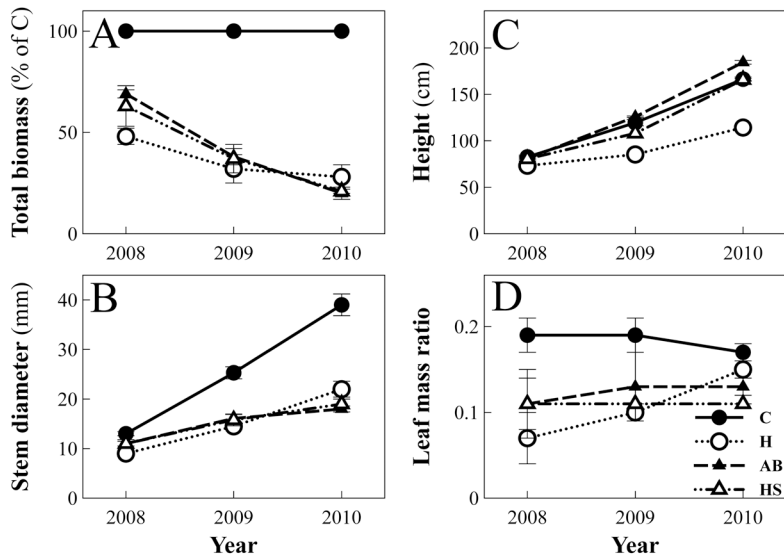 A
Total biomass (% of C)
100
50
0
2008 2009 2010
C
Height (cm)
200
150
100
50
0
2008 2009 2010
B
Stem diameter (mm)
40
30
20
10
0
2008 2009 2010
Year
D
Leaf mass ratio
0.2
0.1
0.0
2008 2009 2010
Year
C
H
AB
HS